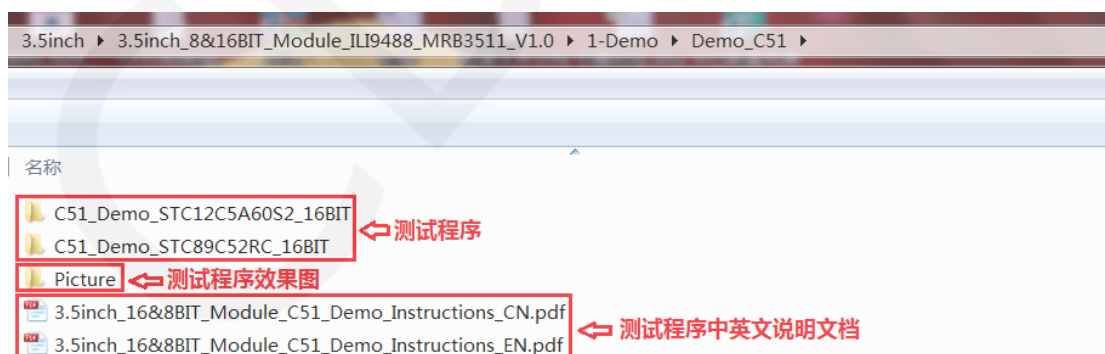 3.5inch ▸ 3.5inch_8&16BIT_Module_ILI9488_MRB3511_V1.0 ▸ 1-Demo ▸ Demo_C51 ▸
名称
C51_Demo_STC12C5A60S2_16BIT
测试程序
C51_Demo_STC89C52RC_16BIT
Picture 测试程序效果图
3.5inch_16&8BIT_Module_C51_Demo_Instructions_CN.pdf
测试程序中英文说明文档
3.5inch_16&8BIT_Module_C51_Demo_Instructions_EN.pdf